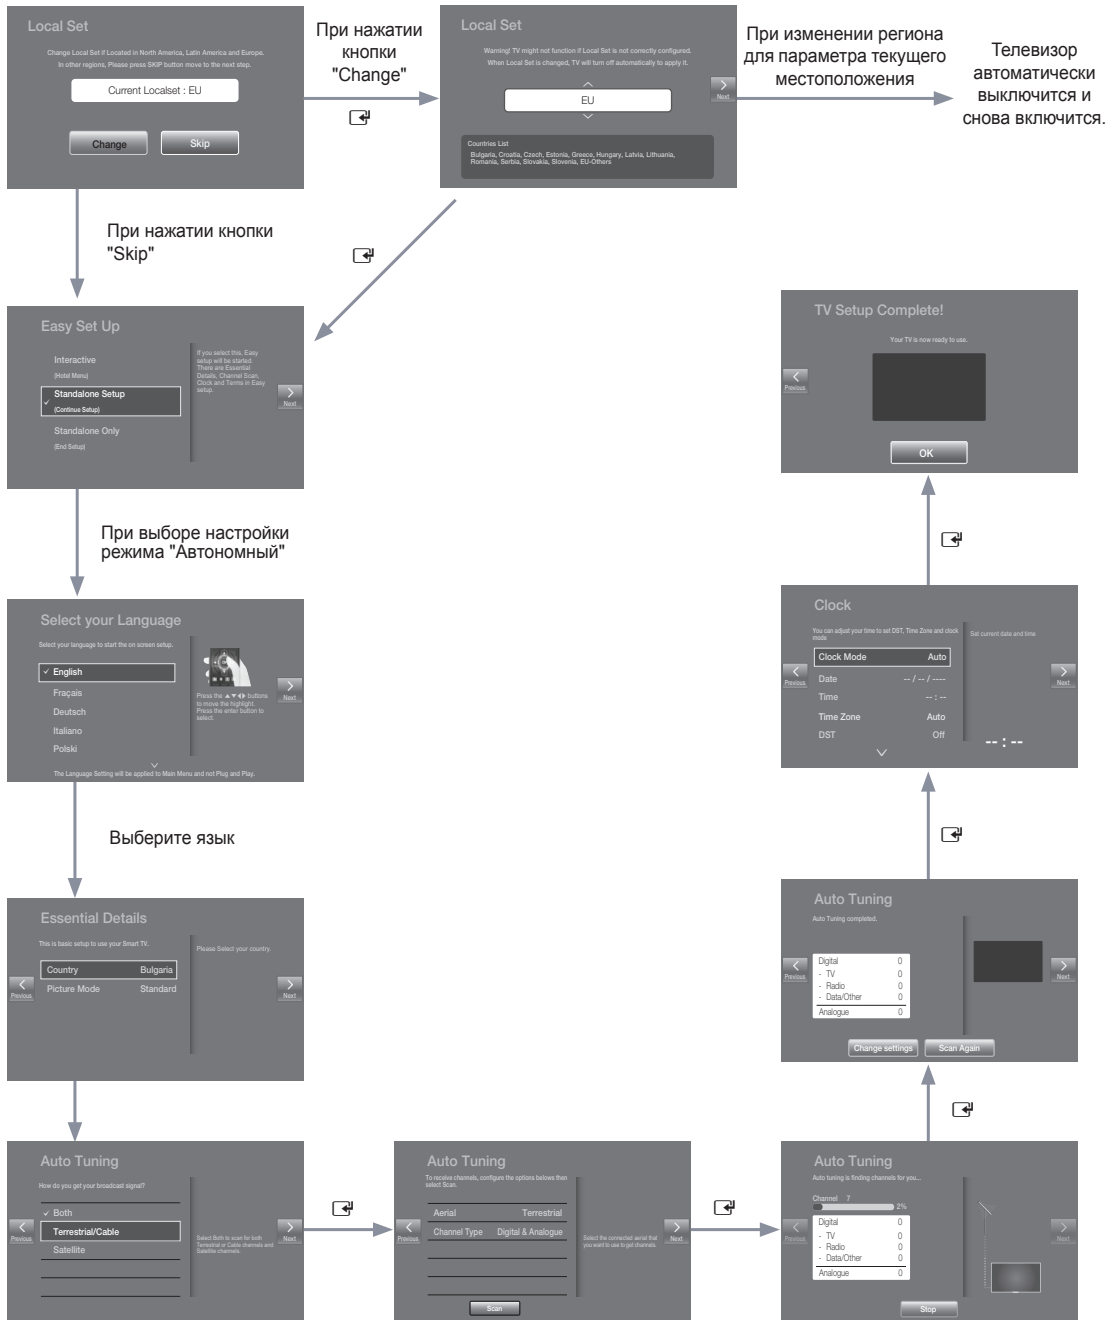 Local Set
Change Local Set if Located in North America, Latin America and Europe.
In other regions, Please press SKIP button move to the next step.
Current Localset : EU
Change
Skip
При нажатии
кнопки
"Change"
Local Set
Warning! TV might not function if Local Set is not correctly configured.
When Local Set is changed, TV will turn off automatically to apply it.
EU
Next
Countries List
Bulgaria, Croatia, Czech, Estonia, Greece, Hungary, Latvia, Lithuania,
Romania, Serbia, Slovakia, Slovenia, EU-Others
При изменении региона
для параметра текущего
местоположения
Телевизор
автоматически
выключится и
снова включится.
При нажатии кнопки
"Skip"
Easy Set Up
Interactive
(Hotel Menu)
✓ Standalone Setup
(Continue Setup)
Standalone Only
(End Setup)
If you select this, Easy
setup will be started.
There are Essential
Details. Channel Scan,
Clock and Terms in Easy
setup.
Next
При выборе настройки
режима "Автономный"
Select your Language
Select your language to start the on screen setup.
✓ English
Fraçais
Deutsch
Italiano
Polski
Press the ▲▼◀▶ buttons
to move the highlight.
Press the enter button to
select.
Next
The Language Setting will be applied to Main Menu and not Plug and Play.
Выберите язык
Essential Details
This is basic setup to use your Smart TV.
Country Bulgaria
Picture Mode Standard
Please Select your country.
Previous
Next
Auto Tuning
How do you get your broadcast signal?
✓ Both
Terrestrial/Cable
Satellite
Select Both to scan for both
Terrestrial or Cable channels and
Satellite channels.
Previous
Next
Auto Tuning
To receive channels, configure the options belows then
select Scan.
Aerial Terrestrial
Channel Type Digital & Analogue
Select the connected aerial that
you want to use to get channels.
Previous
Next
Scan
Auto Tuning
Auto tuning is finding channels for you...
Channel 7
2%
Digital 0
- TV 0
- Radio 0
- Data/Other 0
Analogue 0
Previous
Next
Stop
Auto Tuning
Auto Tuning completed.
Digital 0
- TV 0
- Radio 0
- Data/Other 0
Analogue 0
Previous
Next
Change settings
Scan Again
Clock
You can adjust your time to set DST, Time Zone and clock
mode
Set current date and time
Clock Mode Auto
Date -- / -- / ----
Time -- : --
Time Zone Auto
DST Off
-- : --
Previous
Next
TV Setup Complete!
Your TV is now ready to use.
Previous
OK